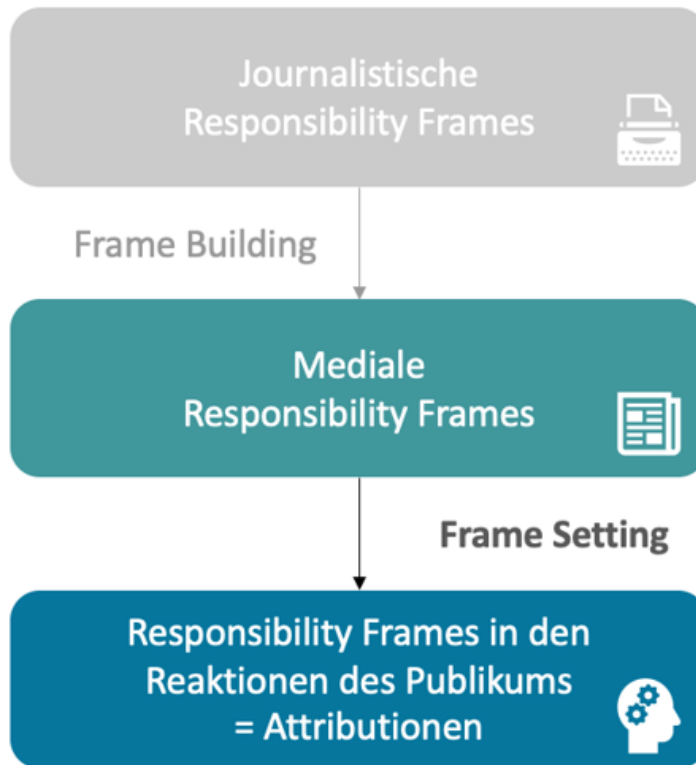 Journalistische
Responsibility Frames
Frame Building
Mediale
Responsibility Frames
Frame Setting
Responsibility Frames in den
Reaktionen des Publikums
= Attributionen